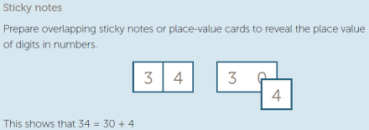 Sticky notes
Prepare overlapping sticky notes or place-value cards to reveal the place value
of digits in numbers.
3 4 3 0
4
This shows that 34 = 30 + 4